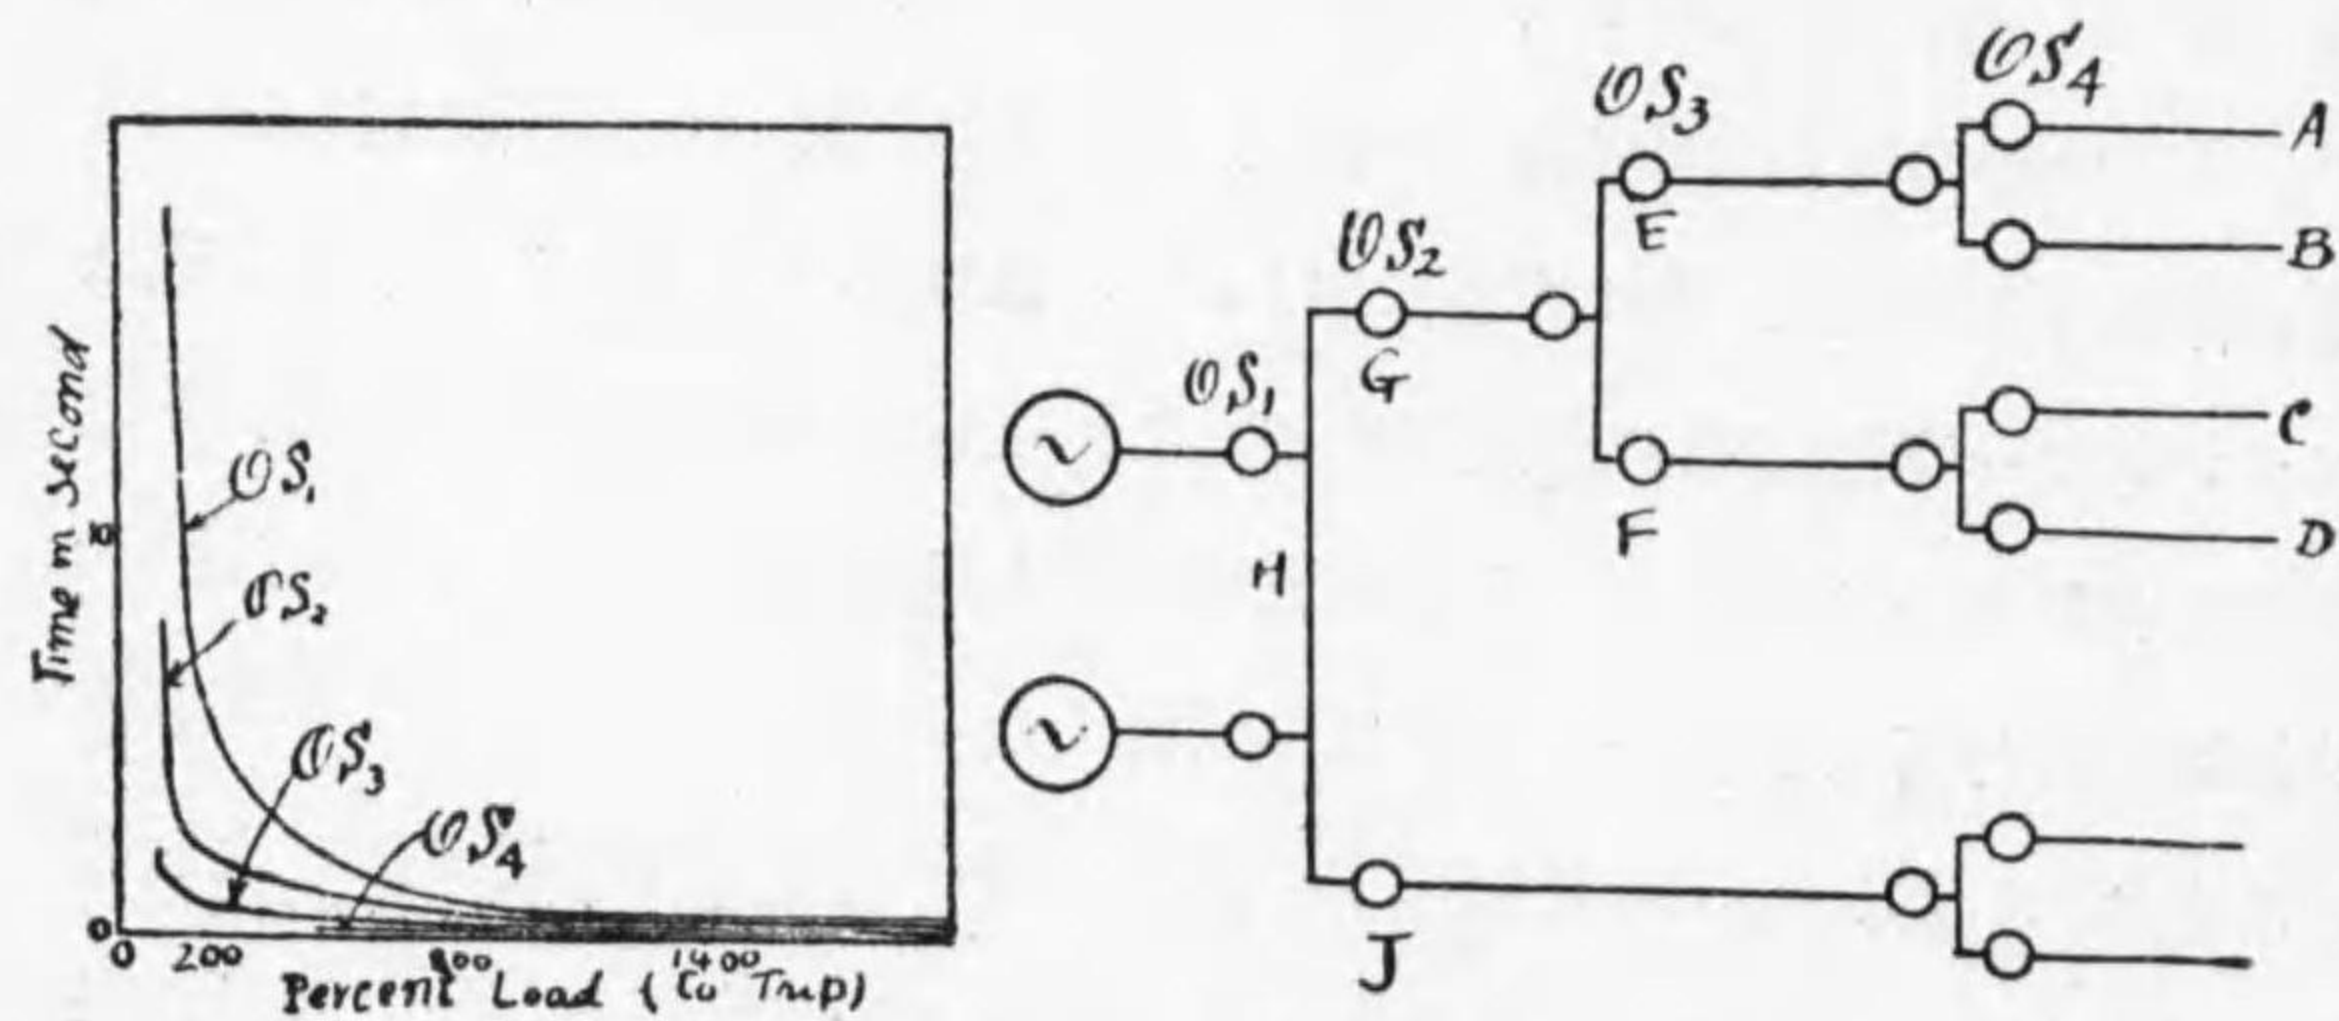 Time in second
10
0
0 200 800 1400
Percent Load (to Trip)
OS₁
OS₂
OS₃
OS₄
OS₁
OS₂
OS₃
OS₄
A
B
C
D
E
F
G
H
J